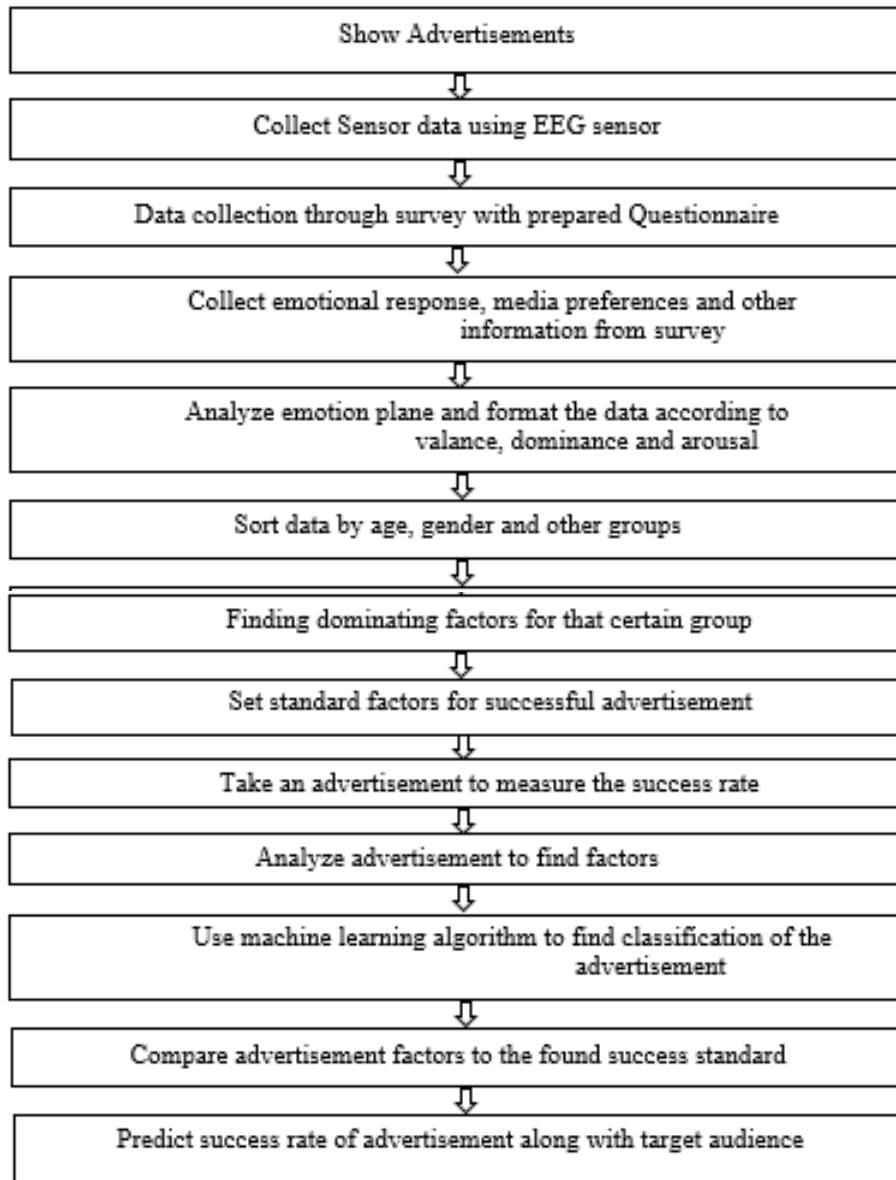 Show Advertisements
Collect Sensor data using EEG sensor
Data collection through survey with prepared Questionnaire
Collect emotional response, media preferences and other
information from survey
Analyze emotion plane and format the data according to
valance, dominance and arousal
Sort data by age, gender and other groups
Finding dominating factors for that certain group
Set standard factors for successful advertisement
Take an advertisement to measure the success rate
Analyze advertisement to find factors
Use machine learning algorithm to find classification of the
advertisement
Compare advertisement factors to the found success standard
Predict success rate of advertisement along with target audience